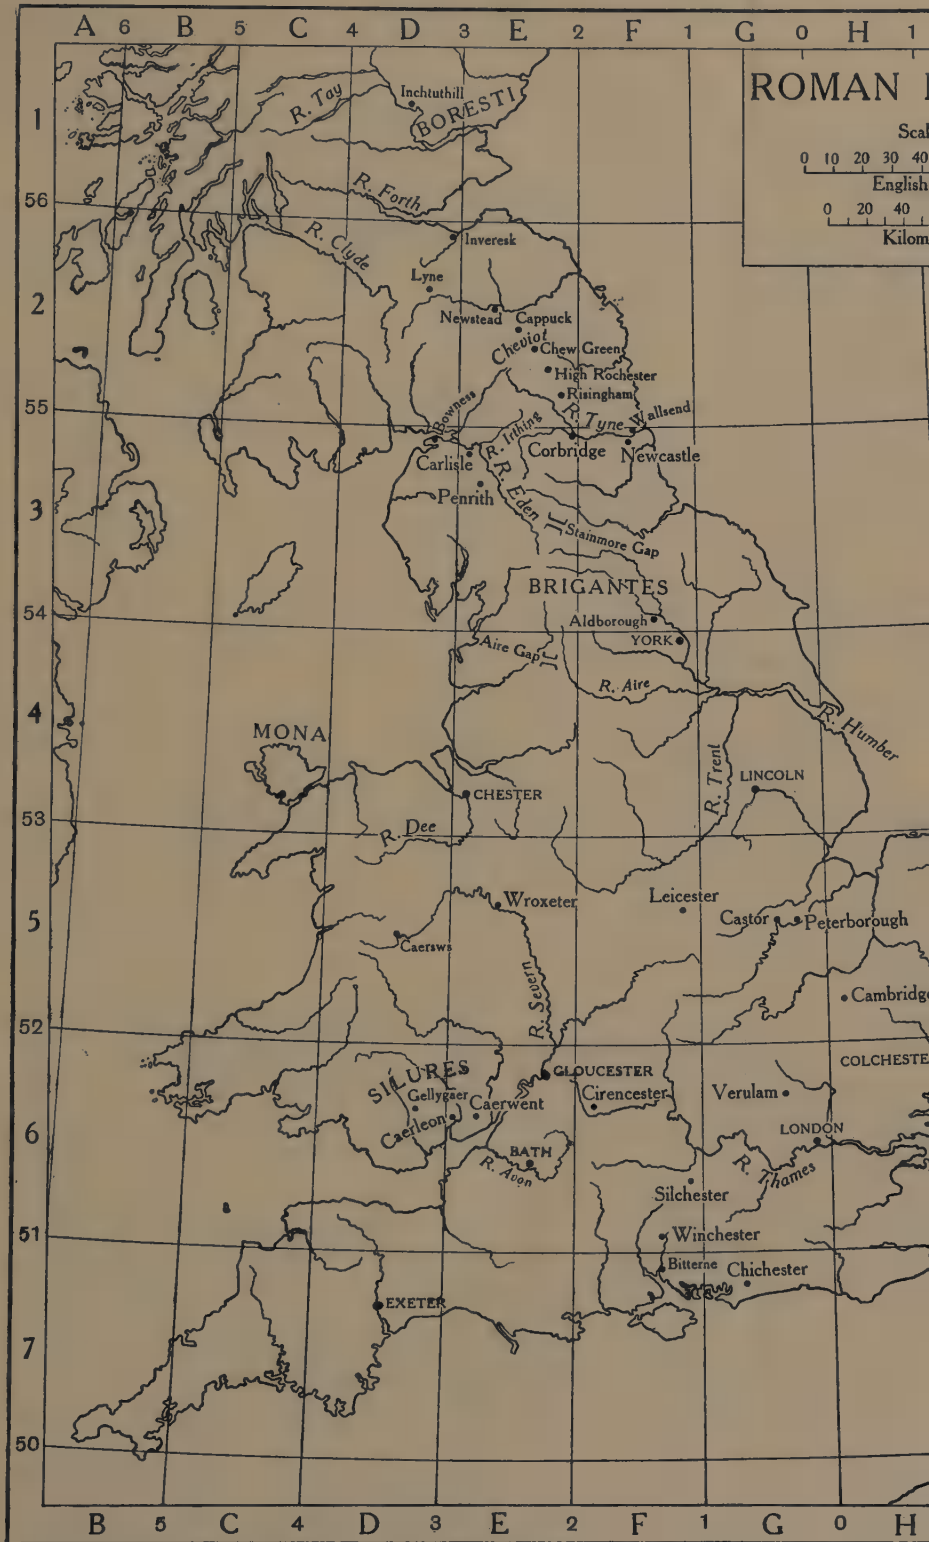 A 6 B 5 C 4 D 3 E 2 F 1 G 0 H 1
ROMAN
1
R. Tay
Inchtuthill
BORESTI
Scal
0 10 20 30 40
English
0 20 40
Kilom
56
R. Forth
R. Clyde
Inveresk
Lyne
2
Newstead
Cappuck
Cheviot
Chew Green
High Rochester
Risingham
55
Bowness
R. Irthing
R. Tyne
Wallsend
Carlisle
Corbridge
Newcastle
R. Eden
Penrith
3
Stainmore Gap
BRIGANTES
54
Aldborough
YORK
Aire Gap
R. Aire
4
MONA
R. Humber
R. Trent
LINCOLN
CHESTER
53
R. Dee
Wroxeter
Leicester
5
Castor
Peterborough
Caersws
R. Severn
Cambridge
52
SILURES
GLOUCESTER
COLCHESTE
Gellygaer
Cirencester
Verulam
Caerwent
Caerleon
6
LONDON
BATH
R. Avon
R. Thames
Silchester
51
Winchester
Bitterne
Chichester
EXETER
7
50
B 5 C 4 D 3 E 2 F 1 G 0 H